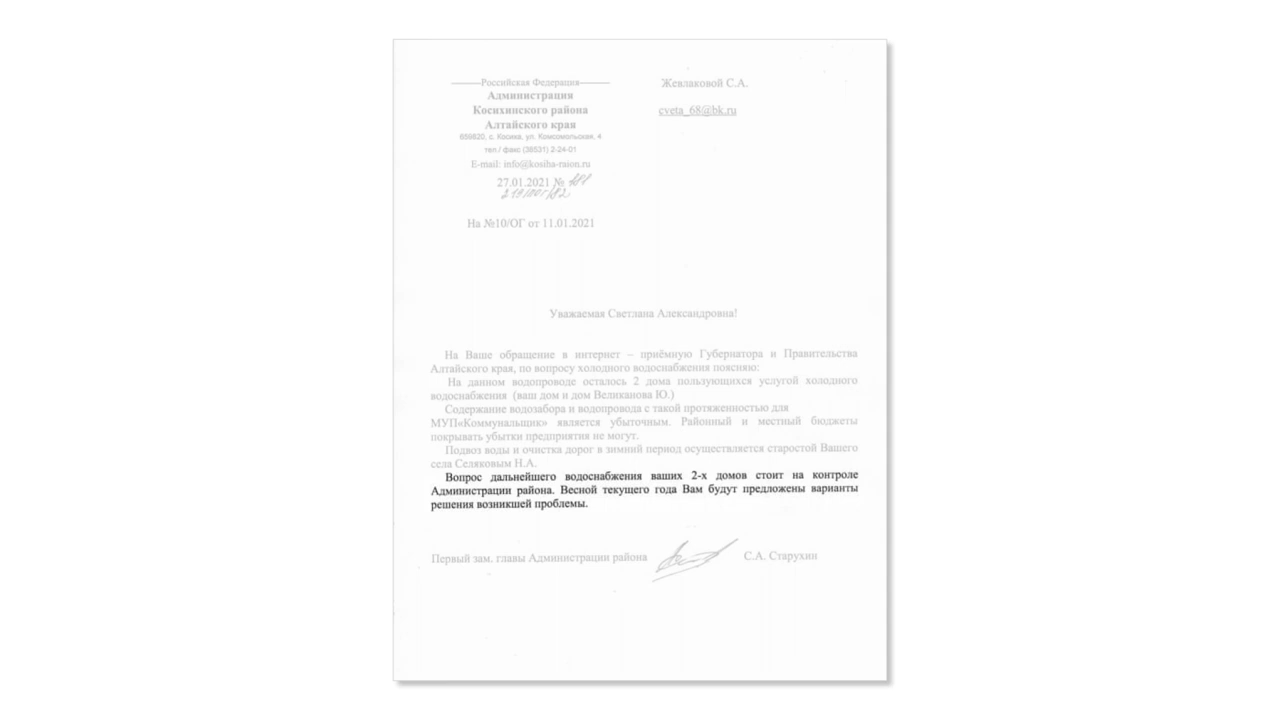 Российская Федерация
Администрация
Косихинского района
Алтайского края
659820, с. Косиха, ул. Комсомольская, 4
тел./ факс (38531) 2-24-01
E-mail: info@kosiha-raion.ru
27.01.2021 №
На №10/ОГ от 11.01.2021
Жевлаковой С.А.
cveta_68@bk.ru
Уважаемая Светлана Александровна!
На Ваше обращение в интернет – приёмную Губернатора и Правительства
Алтайского края, по вопросу холодного водоснабжения поясняю:
На данном водопроводе осталось 2 дома пользующихся услугой холодного
водоснабжения (ваш дом и дом Великанова Ю.)
Содержание водозабора и водопровода с такой протяженностью для
МУП«Коммунальщик» является убыточным. Районный и местный бюджеты
покрывать убытки предприятия не могут.
Подвоз воды и очистка дорог в зимний период осуществляется старостой Вашего
села Селяковым Н.А.
Вопрос дальнейшего водоснабжения ваших 2-х домов стоит на контроле
Администрации района. Весной текущего года Вам будут предложены варианты
решения возникшей проблемы.
Первый зам. главы Администрации района С.А. Старухин